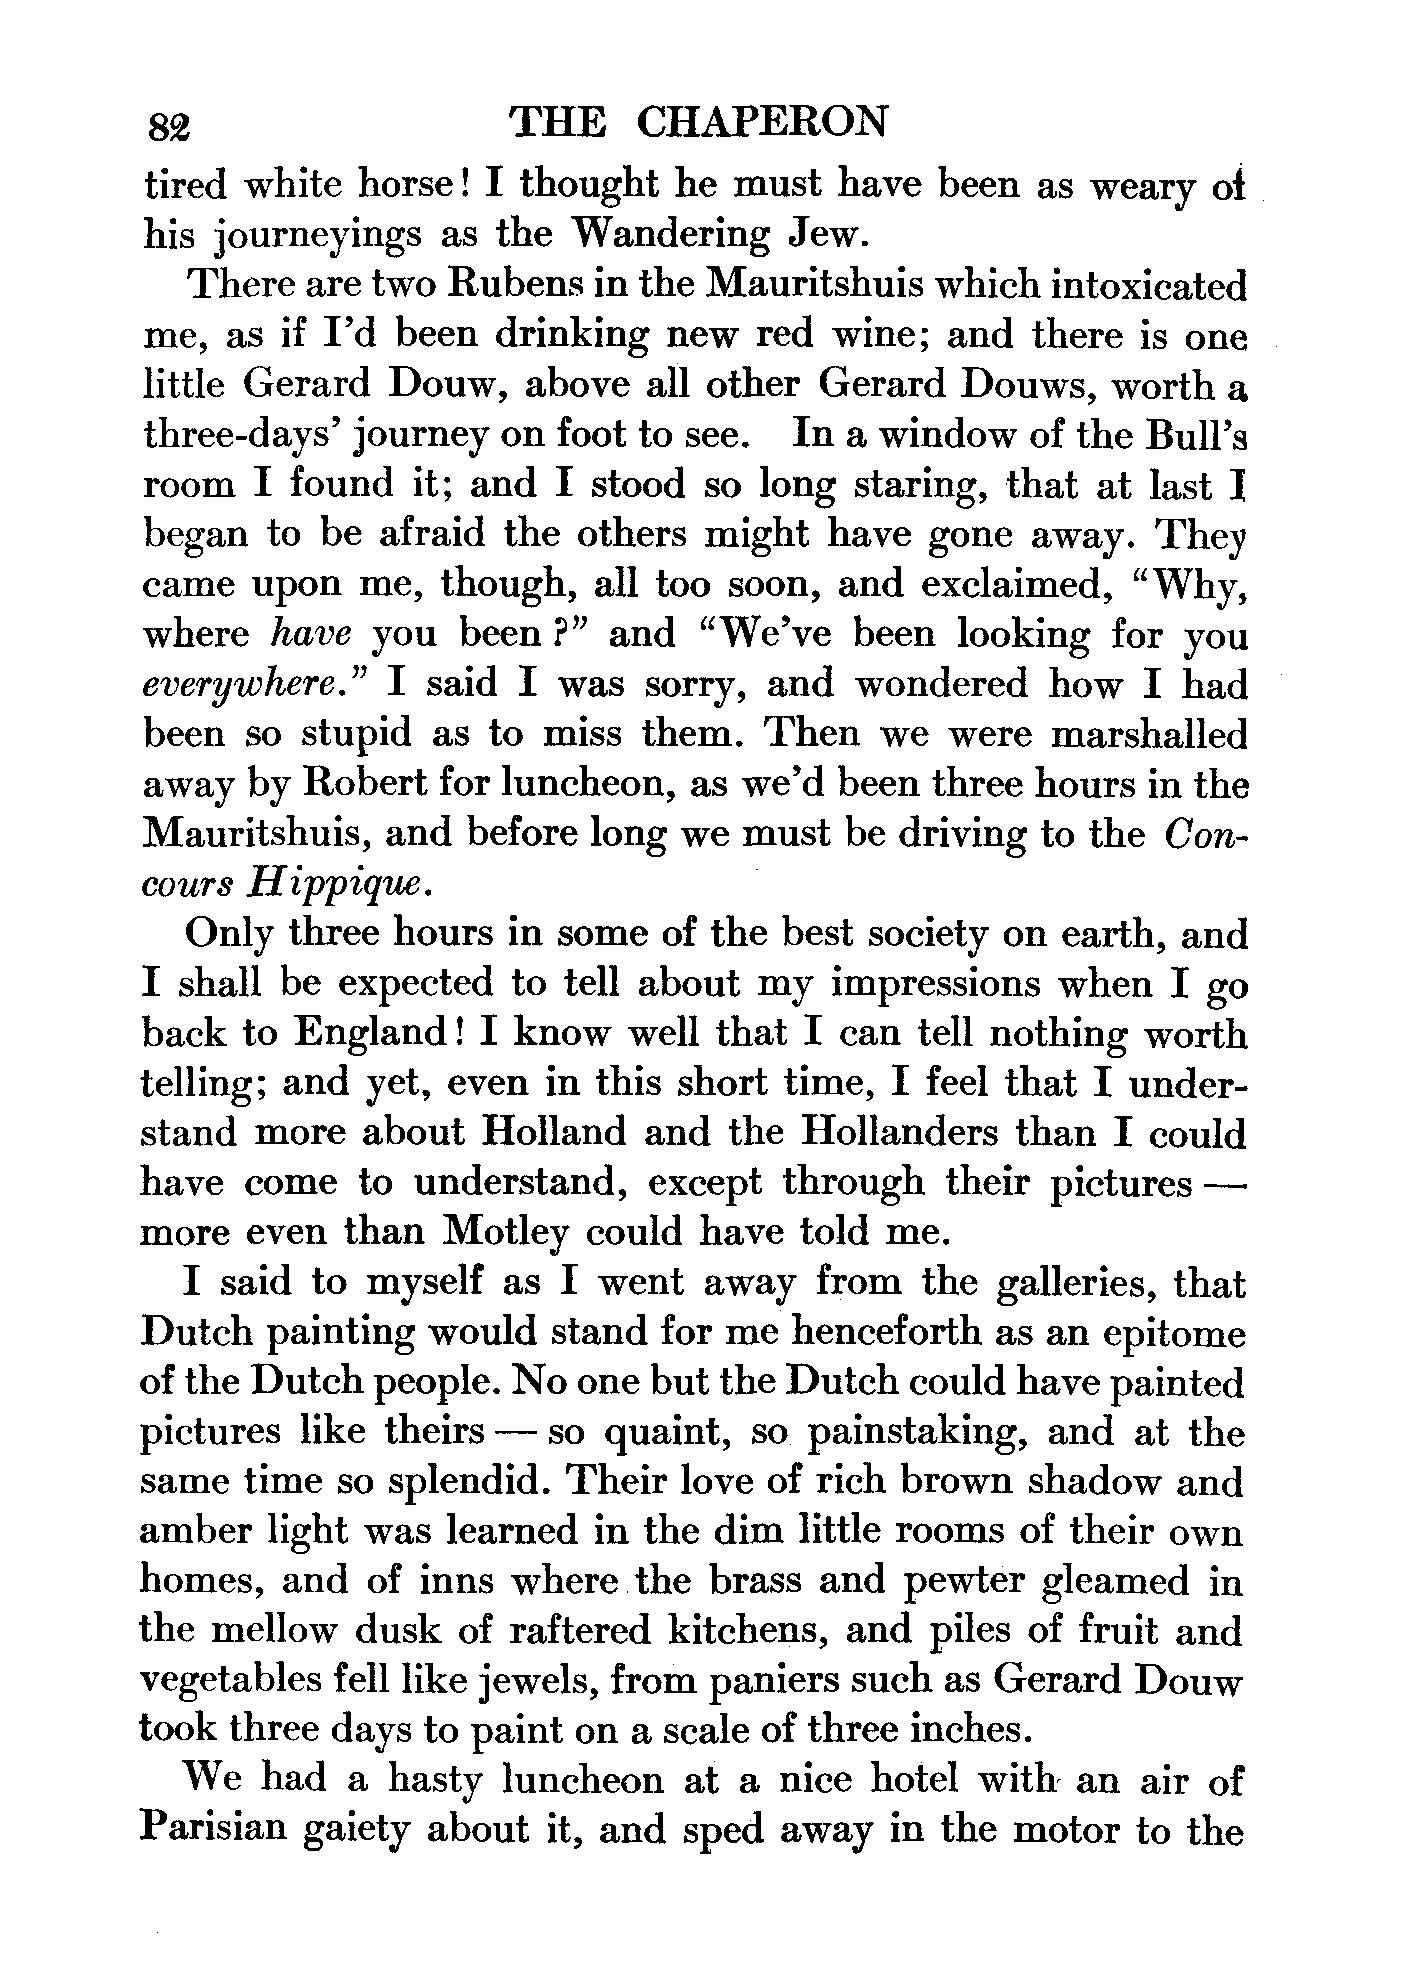 82 THE CHAPERON
tired white horse! I thought he must have been as weary of
his journeyings as the Wandering Jew.
There are two Rubens in the Mauritshuis which intoxicated
me, as if I'd been drinking new red wine; and there is one
little Gerard Douw, above all other Gerard Douws, worth a
three-days' journey on foot to see. In a window of the Bull's
room I found it; and I stood so long staring, that at last I
began to be afraid the others might have gone away. They
came upon me, though, all too soon, and exclaimed, "Why,
where have you been?" and "We've been looking for you
everywhere." I said I was sorry, and wondered how I had
been so stupid as to miss them. Then we were marshalled
away by Robert for luncheon, as we'd been three hours in the
Mauritshuis, and before long we must be driving to the Con-
cours Hippique.
Only three hours in some of the best society on earth, and
I shall be expected to tell about my impressions when I go
back to England! I know well that I can tell nothing worth
telling; and yet, even in this short time, I feel that I under-
stand more about Holland and the Hollanders than I could
have come to understand, except through their pictures —
more even than Motley could have told me.
I said to myself as I went away from the galleries, that
Dutch painting would stand for me henceforth as an epitome
of the Dutch people. No one but the Dutch could have painted
pictures like theirs — so quaint, so painstaking, and at the
same time so splendid. Their love of rich brown shadow and
amber light was learned in the dim little rooms of their own
homes, and of inns where the brass and pewter gleamed in
the mellow dusk of raftered kitchens, and piles of fruit and
vegetables fell like jewels, from paniers such as Gerard Douw
took three days to paint on a scale of three inches.
We had a hasty luncheon at a nice hotel with an air of
Parisian gaiety about it, and sped away in the motor to the